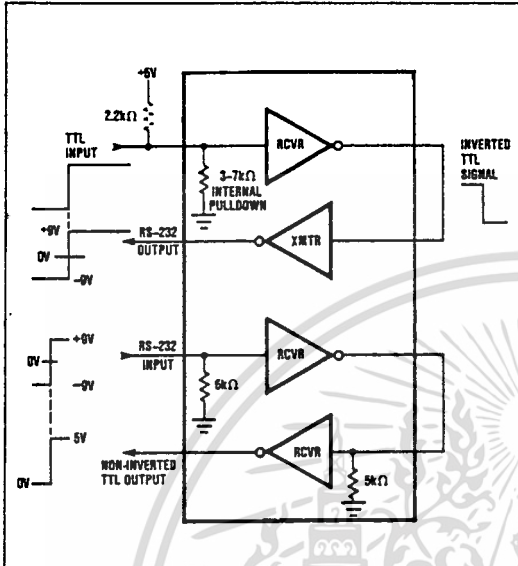 +5V
2.2kΩ
TTL
INPUT
RCVR
INVERTED
TTL
SIGNAL
3-7kΩ
INTERNAL
PULLDOWN
+9V
RS-232
OUTPUT
XMTR
0V
-9V
+9V
RS-232
INPUT
RCVR
0V
-9V
5kΩ
5V
NON-INVERTED
TTL OUTPUT
RCVR
5kΩ
0V